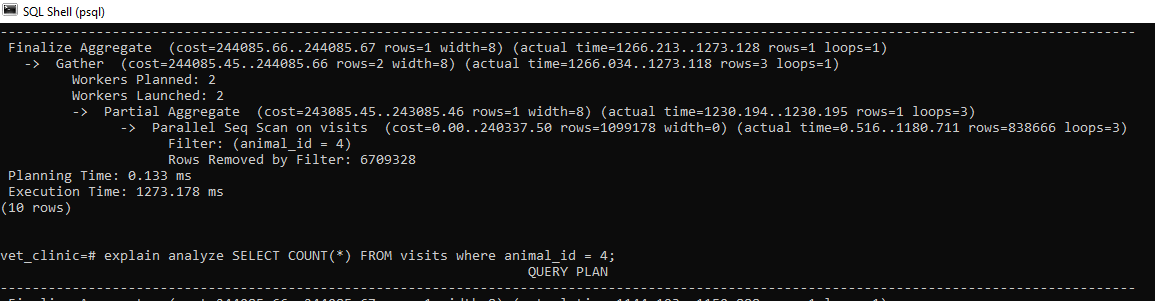 SQL Shell (psql)
--------------------------------------------------------------------------------------------------------------------------------------------
Finalize Aggregate (cost=244085.66..244085.67 rows=1 width=8) (actual time=1266.213..1273.128 rows=1 loops=1)
-> Gather (cost=244085.45..244085.66 rows=2 width=8) (actual time=1266.034..1273.118 rows=3 loops=1)
Workers Planned: 2
Workers Launched: 2
-> Partial Aggregate (cost=243085.45..243085.46 rows=1 width=8) (actual time=1230.194..1230.195 rows=1 loops=3)
-> Parallel Seq Scan on visits (cost=0.00..240337.50 rows=1099178 width=0) (actual time=0.516..1180.711 rows=838666 loops=3)
Filter: (animal_id = 4)
Rows Removed by Filter: 6709328
Planning Time: 0.133 ms
Execution Time: 1273.178 ms
(10 rows)
vet_clinic=# explain analyze SELECT COUNT(*) FROM visits where animal_id = 4;
QUERY PLAN
--------------------------------------------------------------------------------------------------------------------------------------------